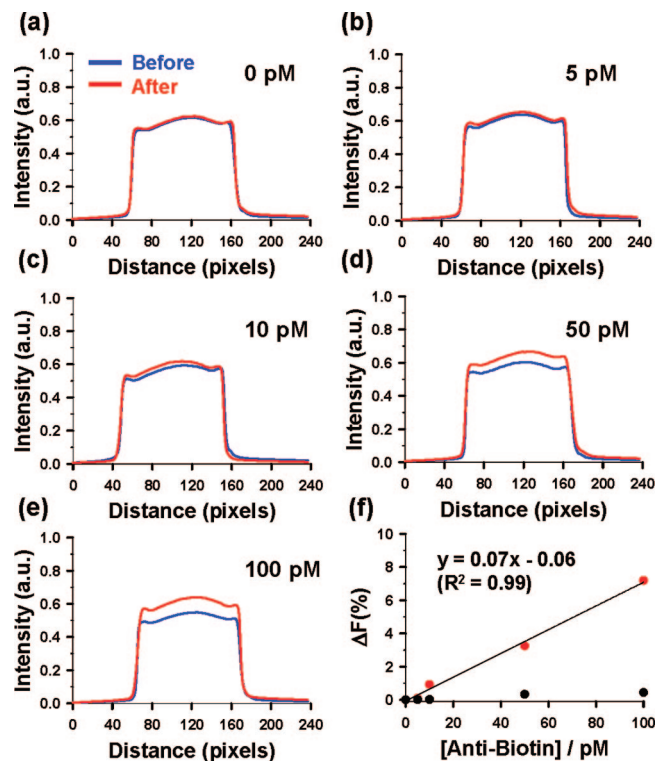 (a)
Before
After
0 pM
Intensity (a.u.)
1.0
0.8
0.6
0.4
0.2
0.0
0 40 80 120 160 200 240
Distance (pixels)
(b)
5 pM
Intensity (a.u.)
1.0
0.8
0.6
0.4
0.2
0.0
0 40 80 120 160 200 240
Distance (pixels)
(c)
10 pM
Intensity (a.u.)
1.0
0.8
0.6
0.4
0.2
0.0
0 40 80 120 160 200 240
Distance (pixels)
(d)
50 pM
Intensity (a.u.)
1.0
0.8
0.6
0.4
0.2
0.0
0 40 80 120 160 200 240
Distance (pixels)
(e)
100 pM
Intensity (a.u.)
1.0
0.8
0.6
0.4
0.2
0.0
0 40 80 120 160 200 240
Distance (pixels)
(f)
y = 0.07x - 0.06
(R² = 0.99)
ΔF(%)
10
8
6
4
2
0
0 20 40 60 80 100
[Anti-Biotin] / pM